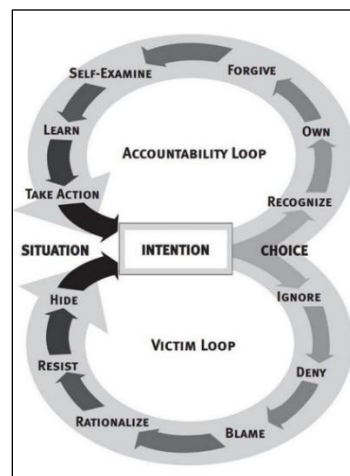 SELF-EXAMINE
FORGIVE
LEARN
OWN
ACCOUNTABILITY LOOP
TAKE ACTION
RECOGNIZE
SITUATION
INTENTION
CHOICE
HIDE
IGNORE
VICTIM LOOP
RESIST
DENY
RATIONALIZE
BLAME